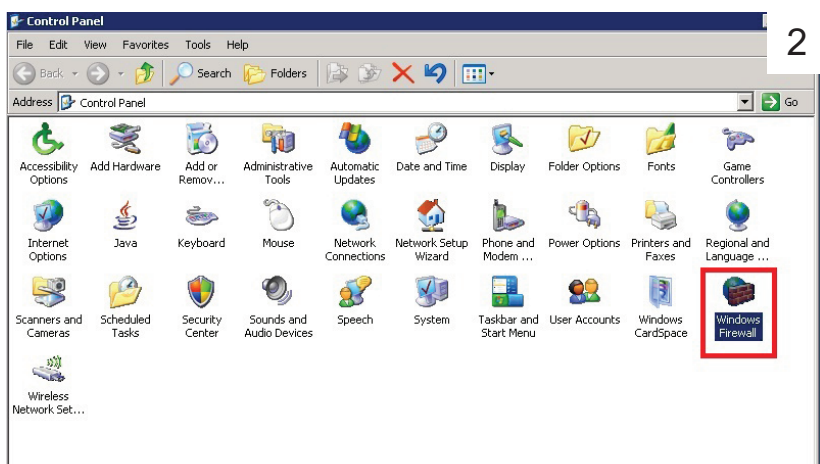 Control Panel
2
File Edit View Favorites Tools Help
Back Search Folders
Address Control Panel Go
Accessibility Options
Add Hardware
Add or Remov...
Administrative Tools
Automatic Updates
Date and Time
Display
Folder Options
Fonts
Game Controllers
Internet Options
Java
Keyboard
Mouse
Network Connections
Network Setup Wizard
Phone and Modem ...
Power Options
Printers and Faxes
Regional and Language ...
Scanners and Cameras
Scheduled Tasks
Security Center
Sounds and Audio Devices
Speech
System
Taskbar and Start Menu
User Accounts
Windows CardSpace
Windows Firewall
Wireless Network Set...